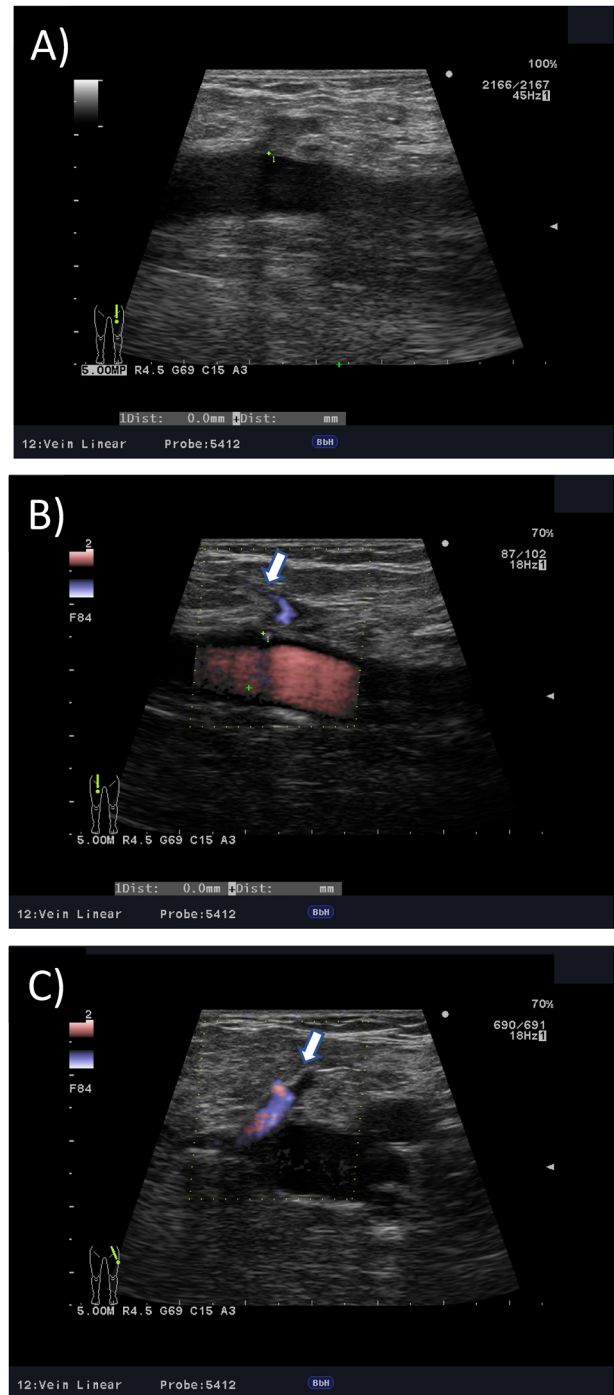 A)
100%
2166/2167
45Hz1
5.00MP R4.5 G69 C15 A3
1Dist: 0.0mm +Dist: mm
12:Vein Linear Probe:5412 BbH
B)
2
70%
87/102
18Hz1
F84
5.00M R4.5 G69 C15 A3
1Dist: 0.0mm +Dist: mm
12:Vein Linear Probe:5412 BbH
C)
2
70%
690/691
18Hz1
F84
5.00M R4.5 G69 C15 A3
12:Vein Linear Probe:5412 BbH